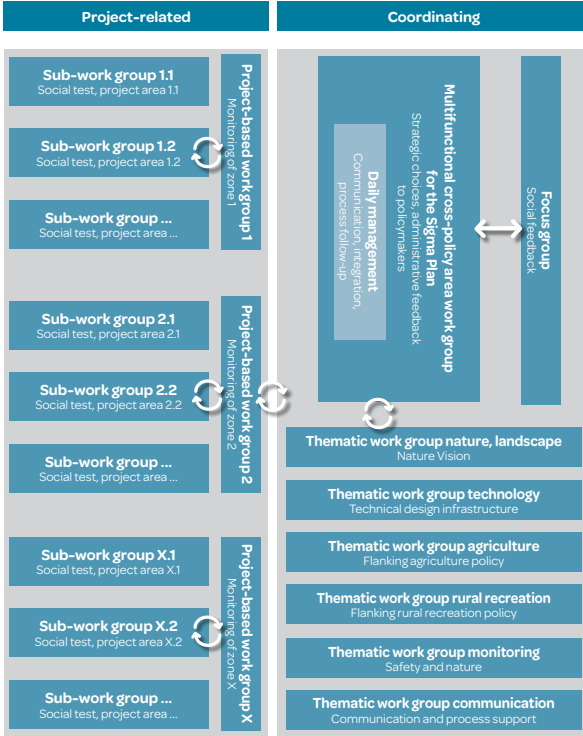 Project-related
Sub-work group 1.1
Social test, project area 1.1
Sub-work group 1.2
Social test, project area 1.2
Sub-work group ...
Social test, project area ...
Project-based work group 1
Monitoring of zone 1
Sub-work group 2.1
Social test, project area 2.1
Sub-work group 2.2
Social test, project area 2.2
Sub-work group ...
Social test, project area ...
Project-based work group 2
Monitoring of zone 2
Sub-work group X.1
Social test, project area X.1
Sub-work group X.2
Social test, project area X.2
Sub-work group ...
Social test, project area ...
Project-based work group X
Monitoring of zone X
Coordinating
Multifunctional cross-policy area work group
for the Sigma Plan
Strategic choices, administrative feedback
to policymakers
Daily management
Communication, integration,
process follow-up
Focus group
Social feedback
Thematic work group nature, landscape
Nature Vision
Thematic work group technology
Technical design infrastructure
Thematic work group agriculture
Flanking agriculture policy
Thematic work group rural recreation
Flanking rural recreation policy
Thematic work group monitoring
Safety and nature
Thematic work group communication
Communication and process support